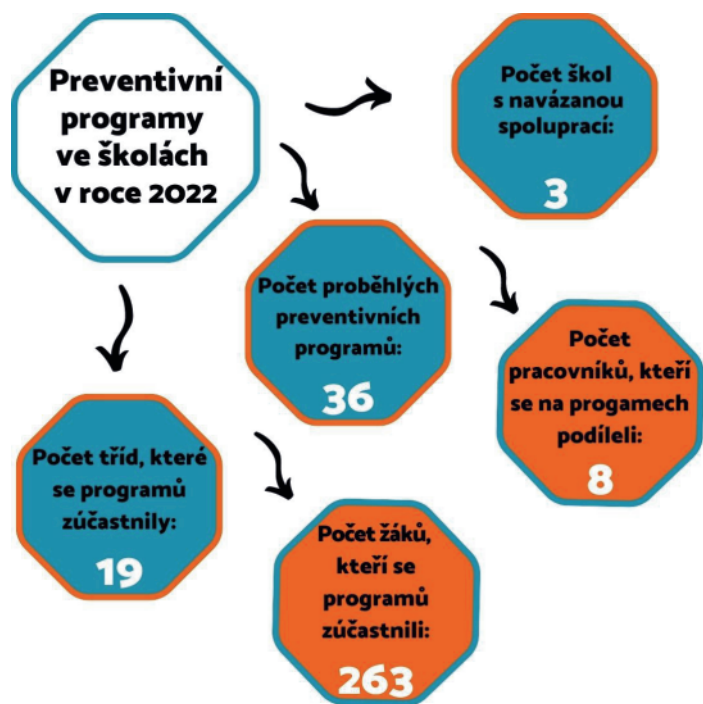 Preventivní
programy
ve školách
v roce 2022
Počet škol
s navázanou
spoluprací:
3
Počet proběhlých
preventivních
programů:
36
Počet
pracovníků, kteří
se na progamech
podíleli:
8
Počet tříd, které
se programů
zúčastnily:
19
Počet žáků,
kteří se
programů
zúčastnili:
263